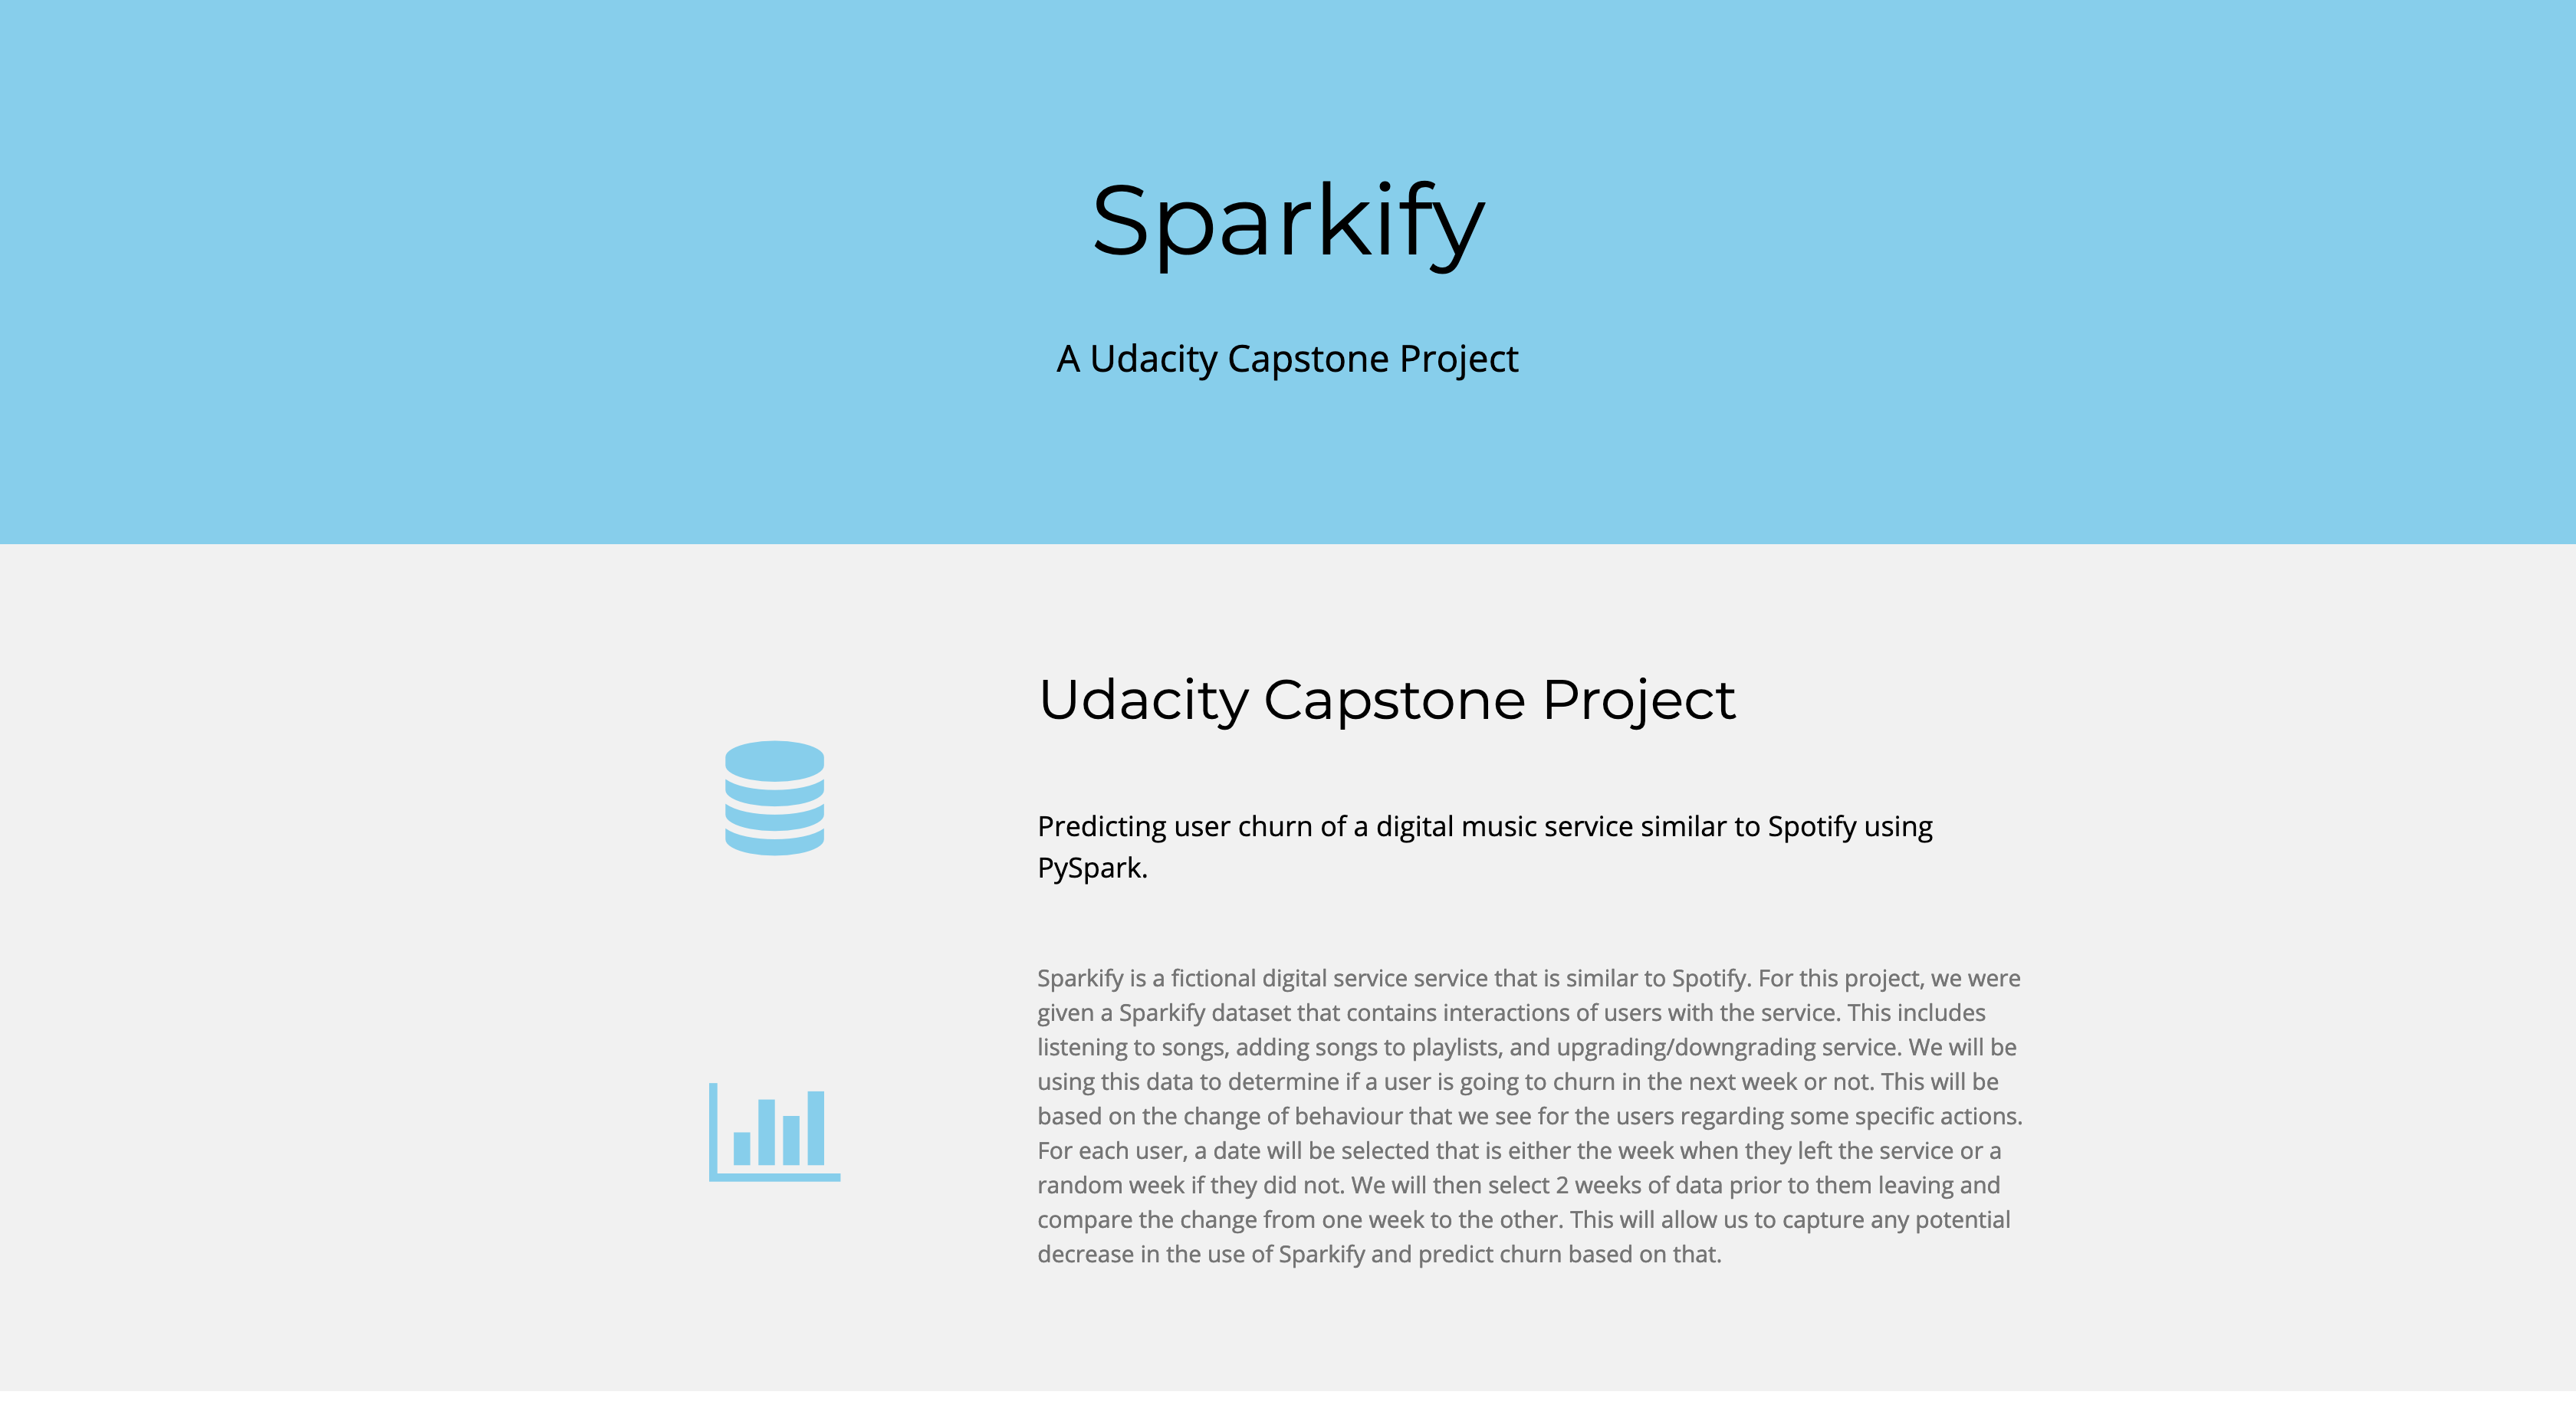 Sparkify
A Udacity Capstone Project
Udacity Capstone Project
Predicting user churn of a digital music service similar to Spotify using
PySpark.
Sparkify is a fictional digital service service that is similar to Spotify. For this project, we were
given a Sparkify dataset that contains interactions of users with the service. This includes
listening to songs, adding songs to playlists, and upgrading/downgrading service. We will be
using this data to determine if a user is going to churn in the next week or not. This will be
based on the change of behaviour that we see for the users regarding some specific actions.
For each user, a date will be selected that is either the week when they left the service or a
random week if they did not. We will then select 2 weeks of data prior to them leaving and
compare the change from one week to the other. This will allow us to capture any potential
decrease in the use of Sparkify and predict churn based on that.